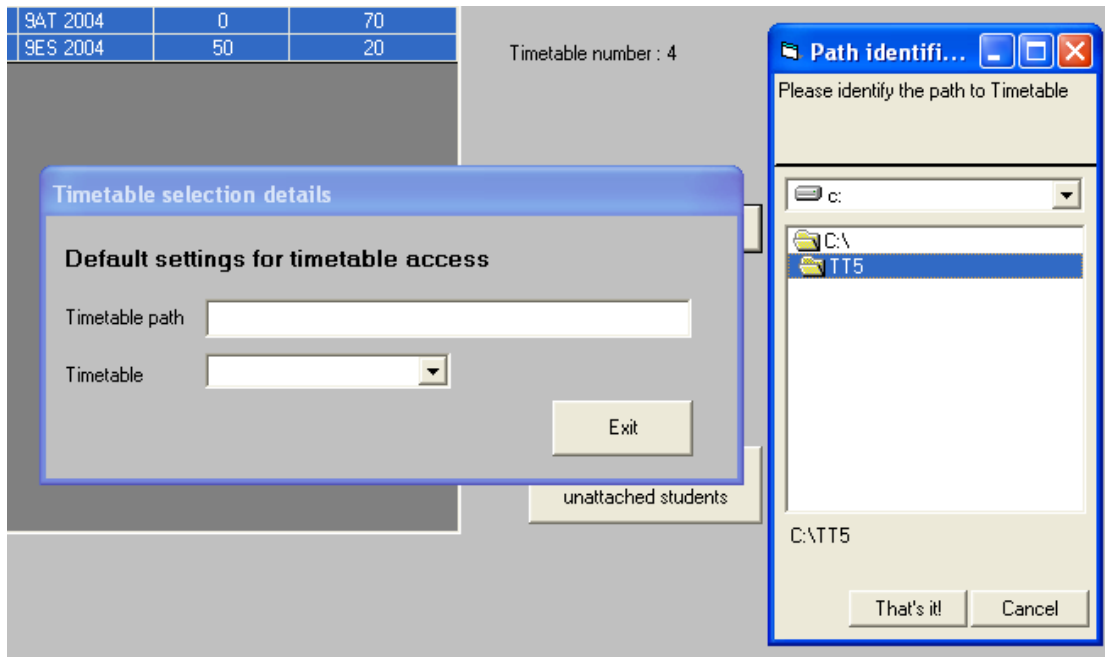 9AT 2004 0 70
9ES 2004 50 20
Timetable number : 4
Timetable selection details
Default settings for timetable access
Timetable path
Timetable
Exit
unattached students
Path identifi...
Please identify the path to Timetable
c:
C:\
TT5
C:\TT5
That's it! Cancel